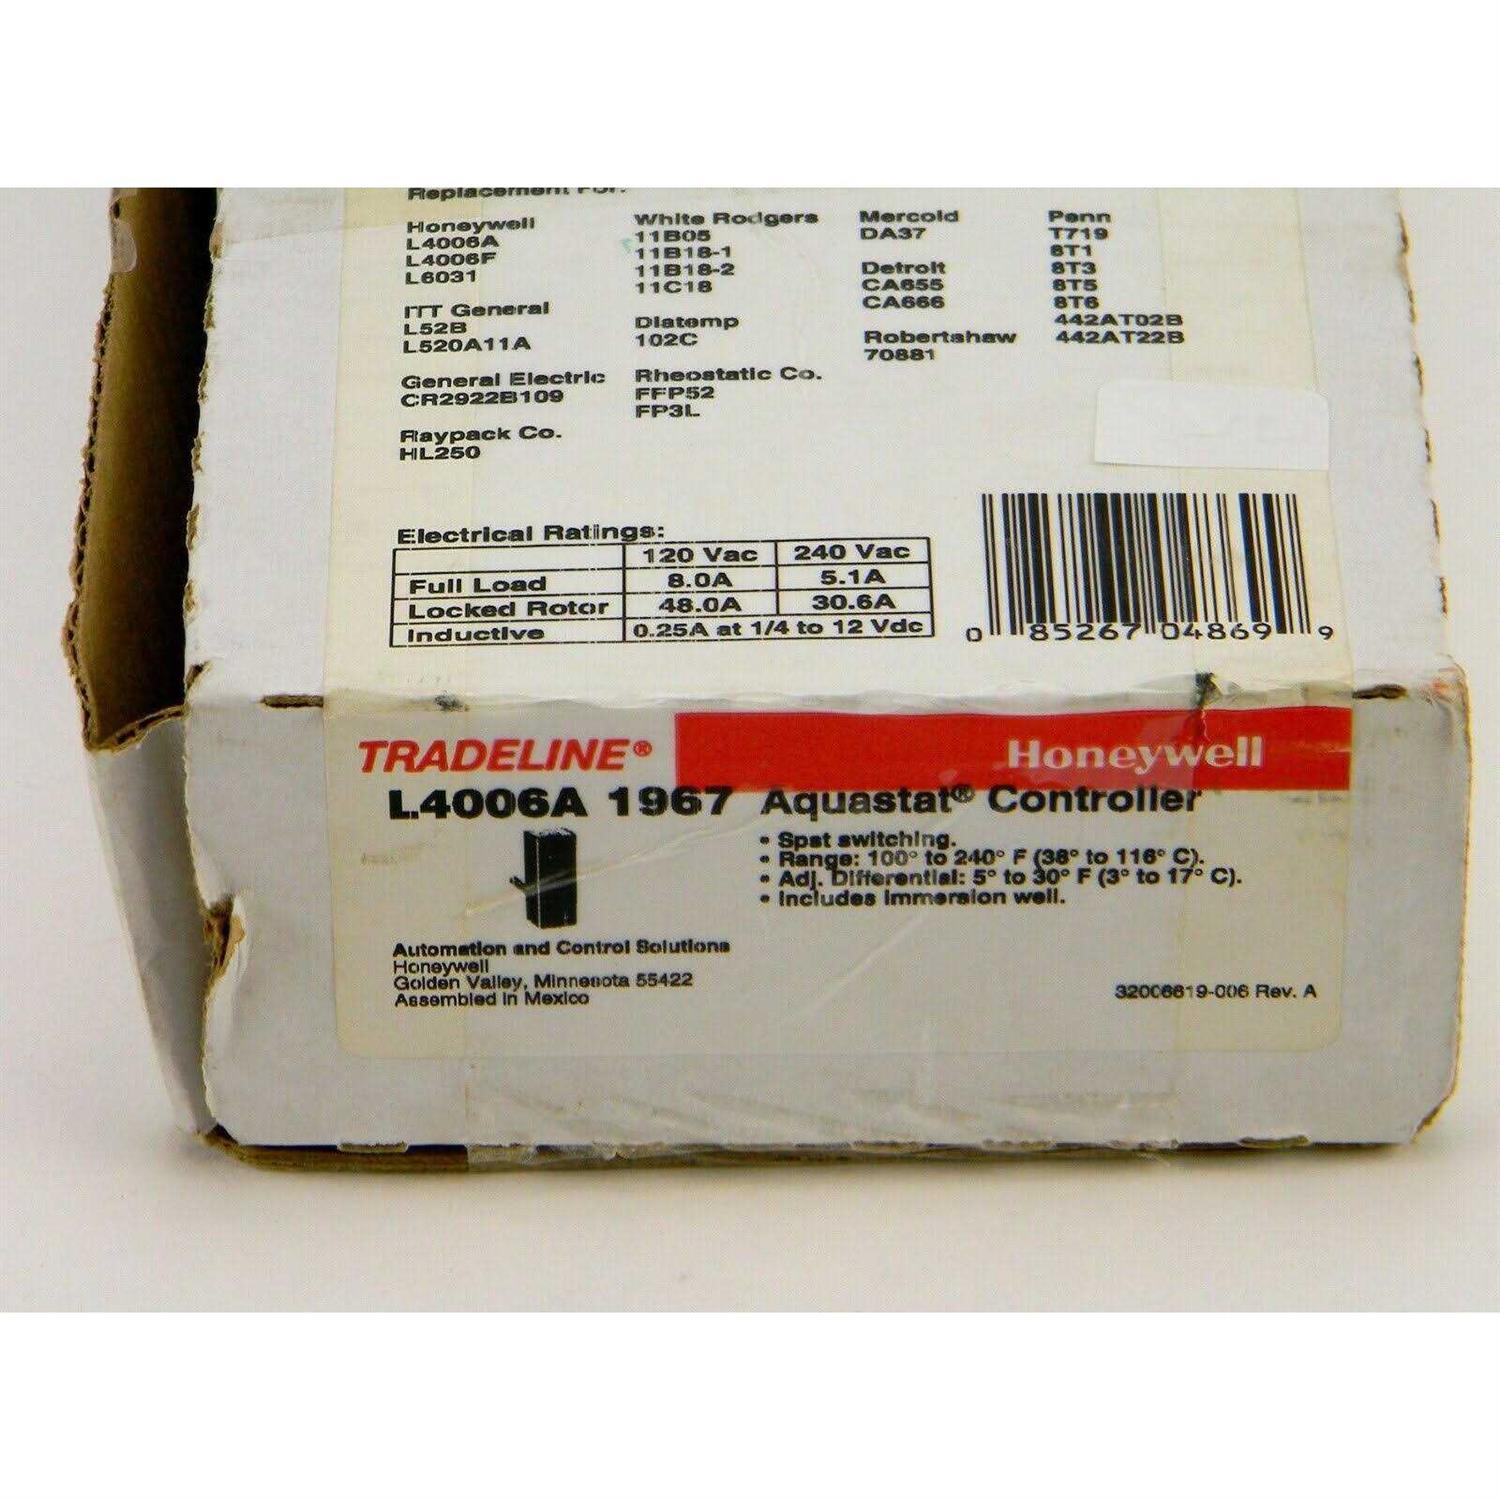 Replacement For:
Honeywell
L4006A
L4006F
L6031
ITT General
L52B
L520A11A
General Electric
CR2922B109
Raypack Co.
HL250
White Rodgers
11B05
11B18-1
11B18-2
11C18
Diatemp
102C
Rheostatic Co.
FFP52
FP3L
Mercoid
DA37
Detroit
CA655
CA666
Robertshaw
70881
Penn
T719
8T1
8T3
8T5
8T6
442AT02B
442AT22B
Electrical Ratings:
120 Vac 240 Vac
Full Load 8.0A 5.1A
Locked Rotor 48.0A 30.6A
Inductive 0.25A at 1/4 to 12 Vdc
0 85267 04869 9
TRADELINE® Honeywell
L4006A 1967 Aquastat® Controller
• Spst switching.
• Range: 100° to 240° F (38° to 116° C).
• Adj. Differential: 5° to 30° F (3° to 17° C).
• Includes immersion well.
Automation and Control Solutions
Honeywell
Golden Valley, Minnesota 55422
Assembled in Mexico
32006619-006 Rev. A